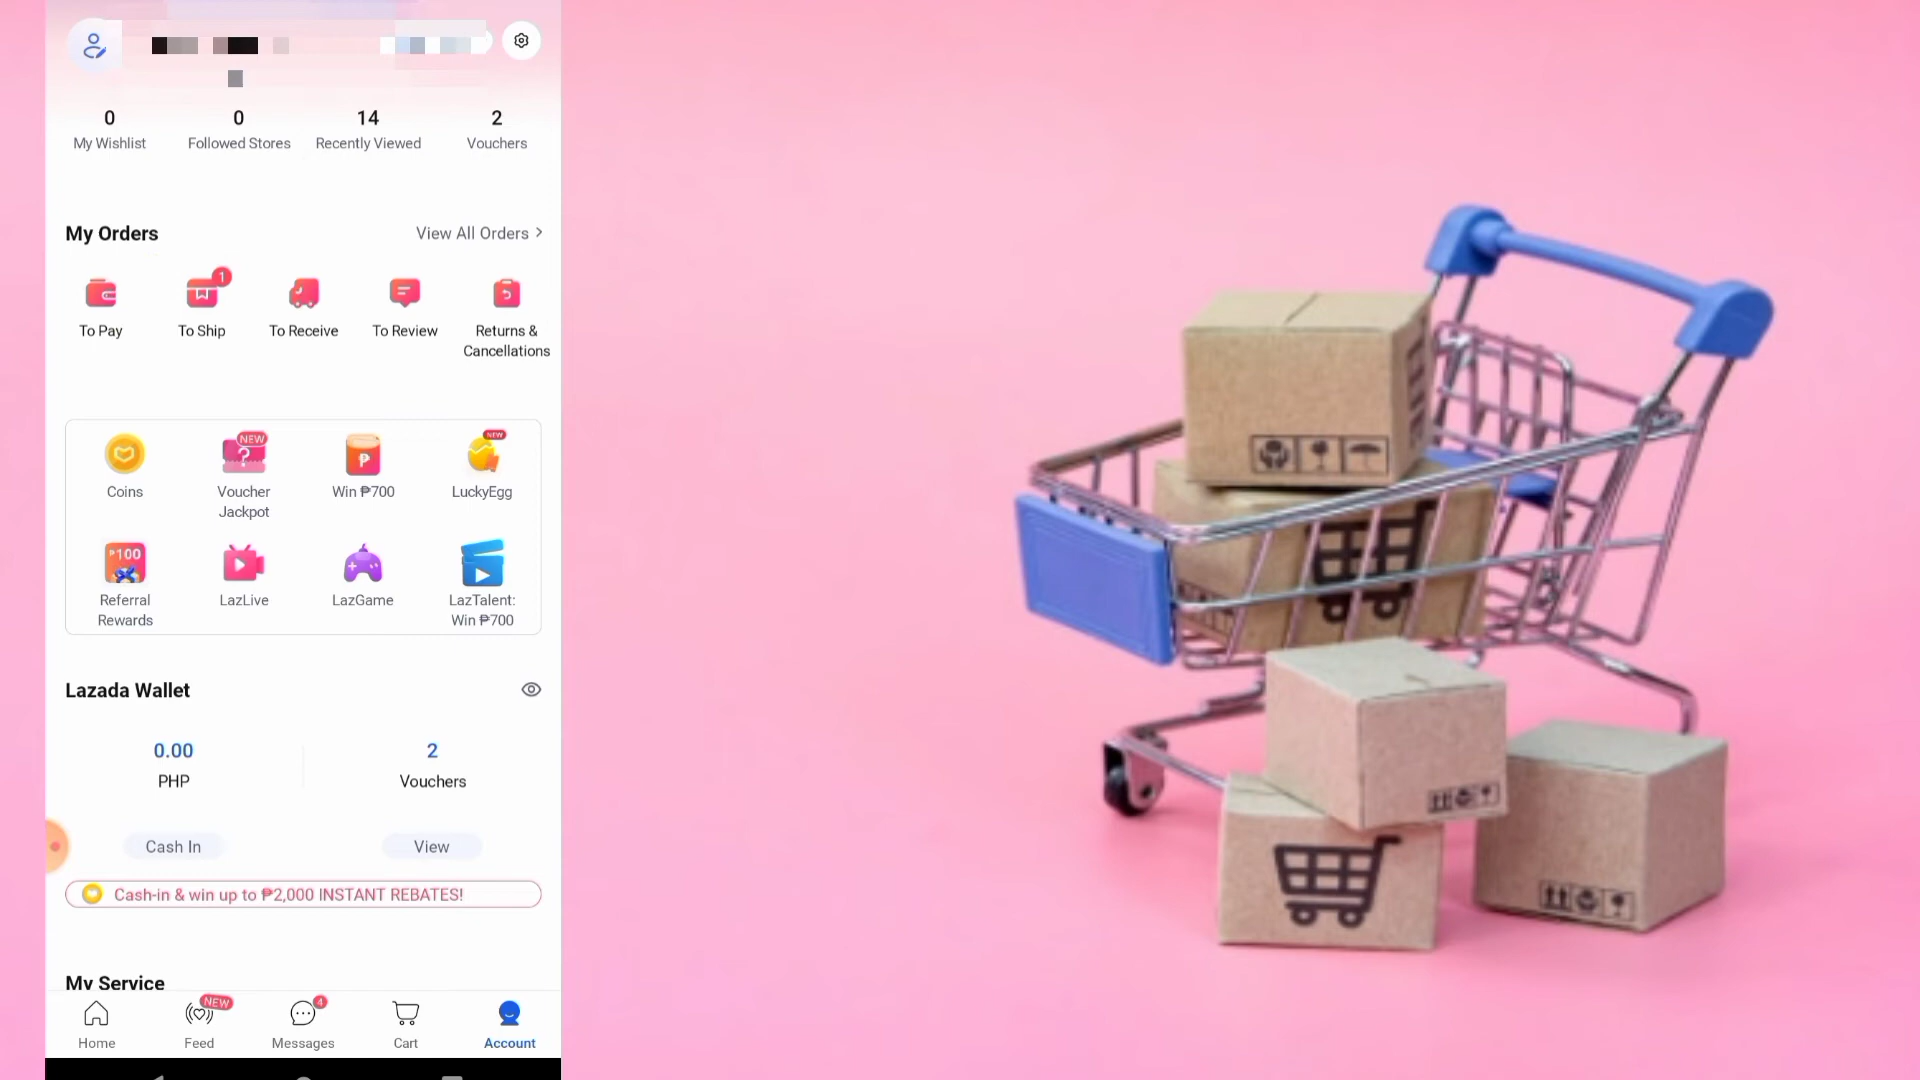 0
0
14
2
My Wishlist
Followed Stores
Recently Viewed
Vouchers
My Orders
View All Orders
1
To Pay
To Ship
To Receive
To Review
Returns &
Cancellations
NEW
NEW
₱
Coins
Voucher
Jackpot
Win ₱700
LuckyEgg
₱100
Referral
Rewards
LazLive
LazGame
LazTalent:
Win ₱700
Lazada Wallet
0.00
2
PHP
Vouchers
Cash In
View
Cash-in & win up to ₱2,000 INSTANT REBATES!
My Service
NEW
4
Home
Feed
Messages
Cart
Account